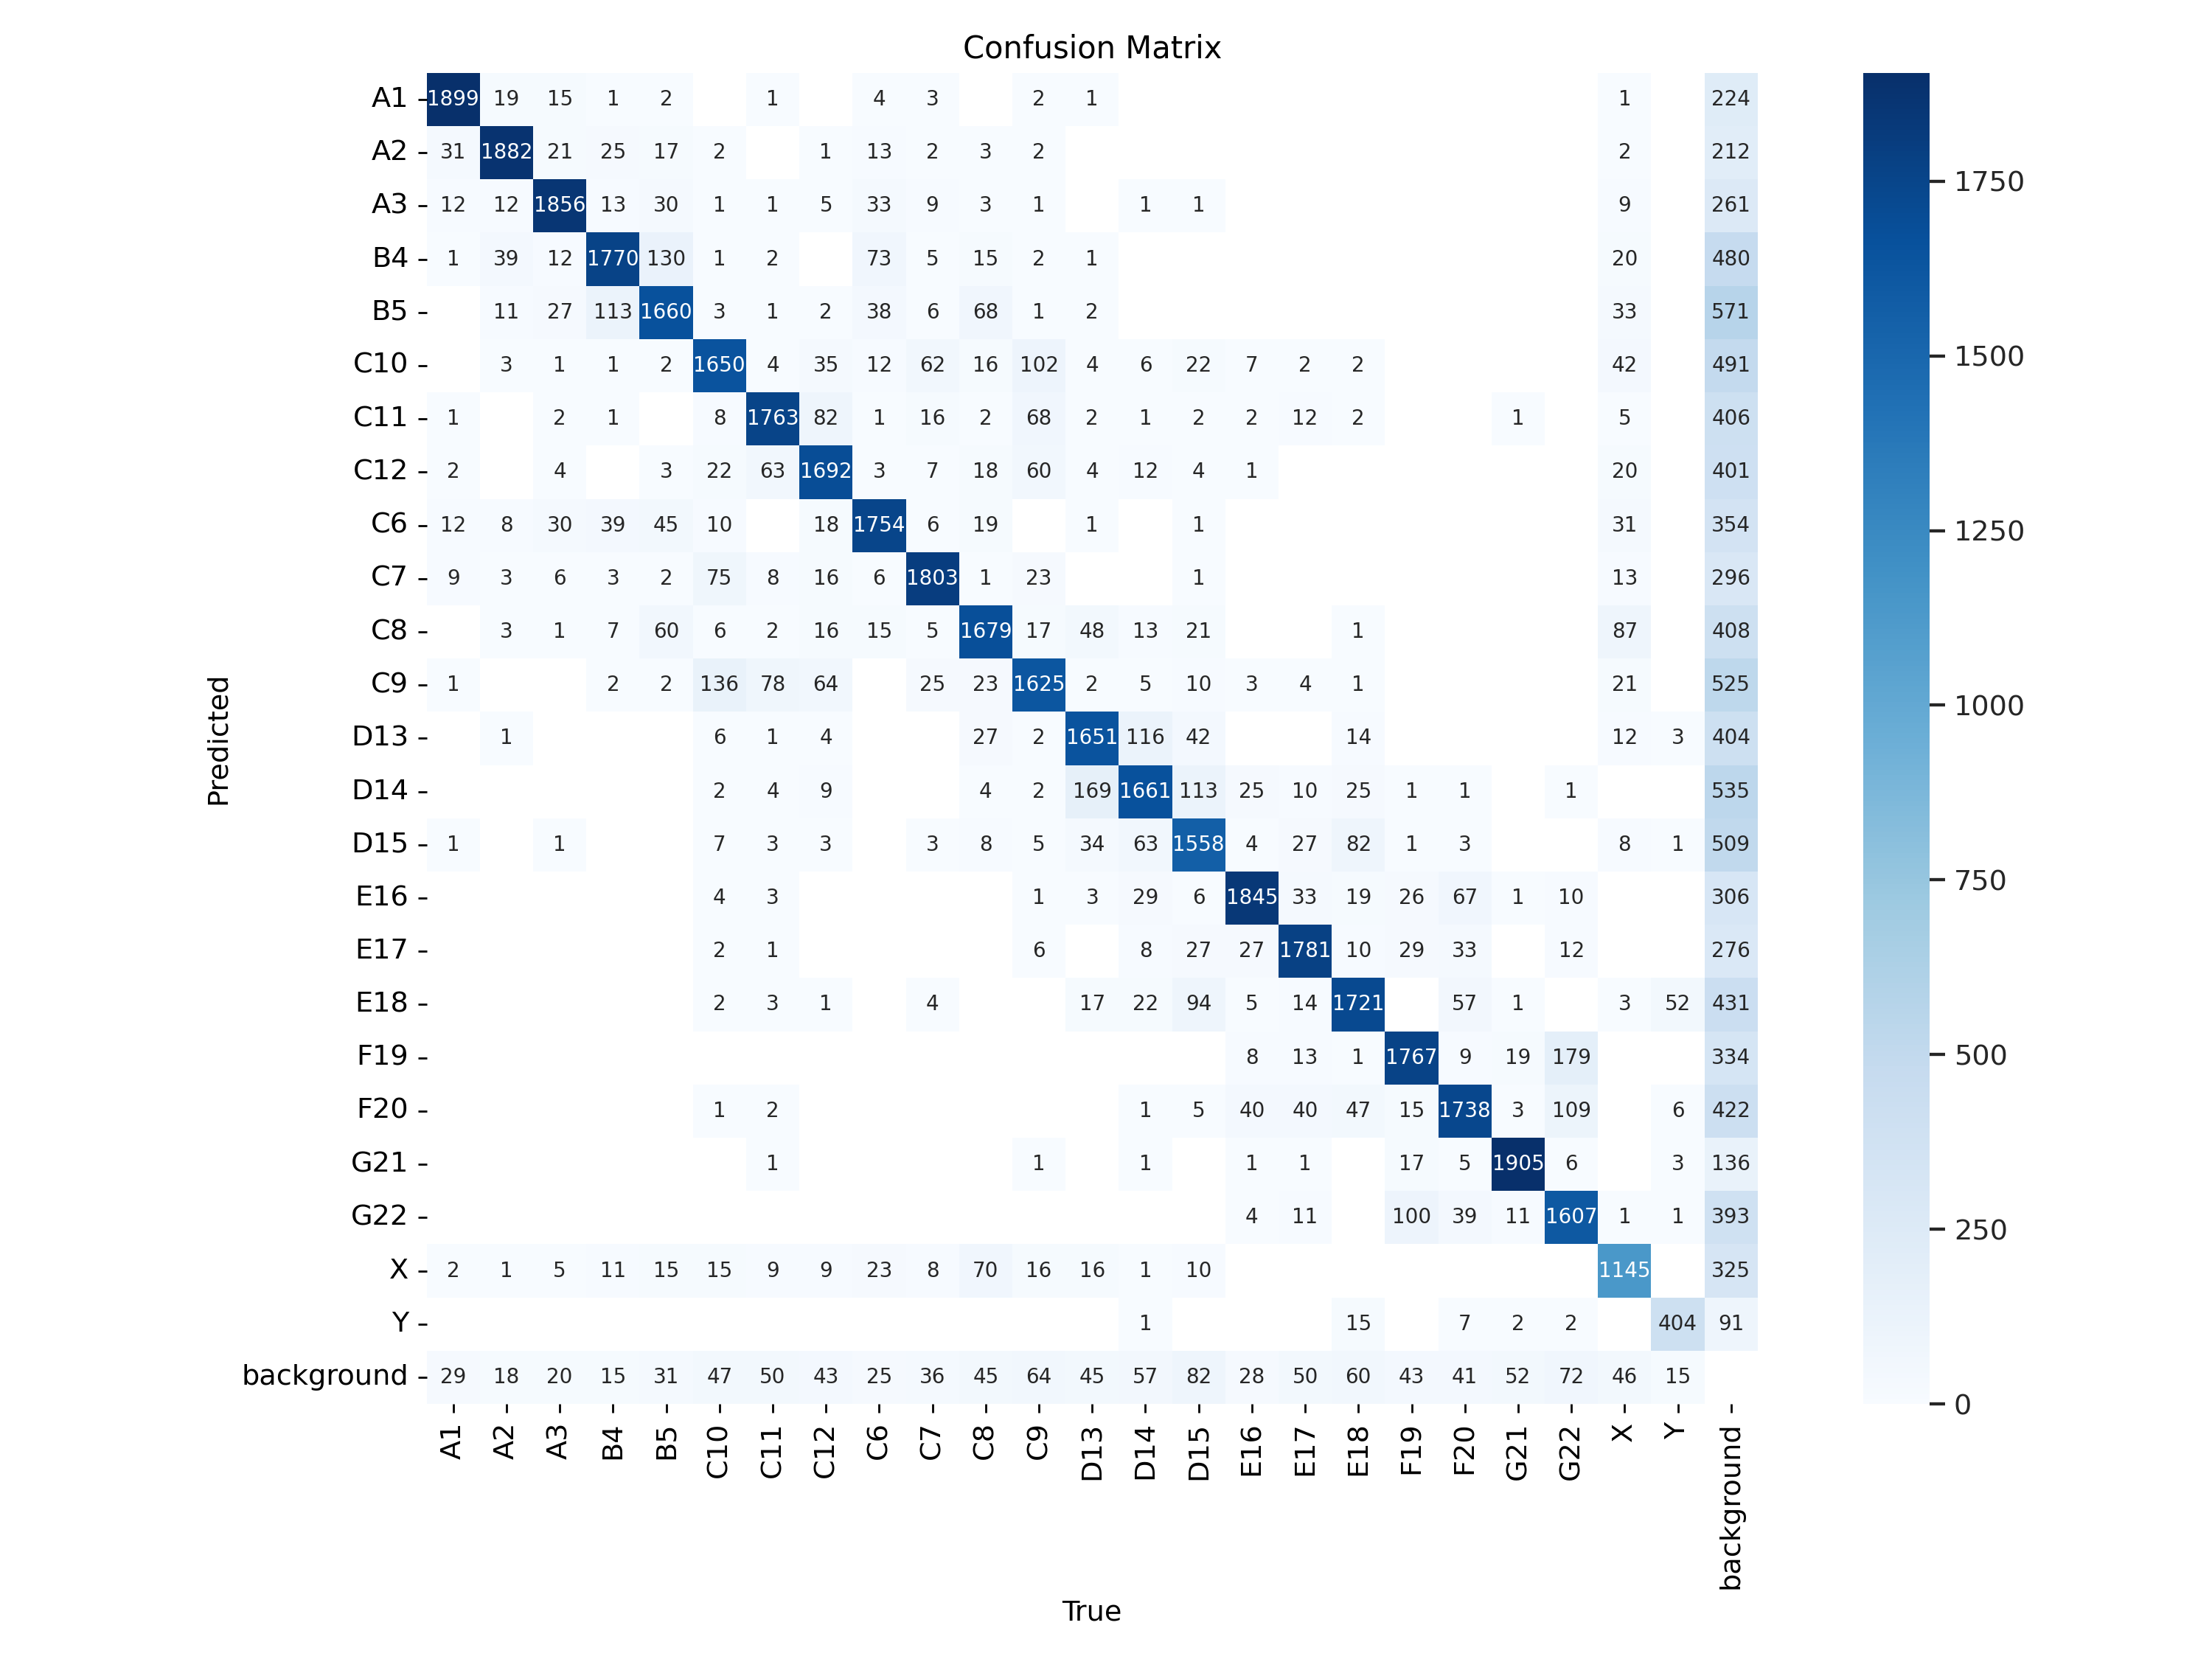 Confusion Matrix
A1 1899 19 15 1 2 1 4 3 2 1 1 224
A2 31 1882 21 25 17 2 1 13 2 3 2 2 212
A3 12 12 1856 13 30 1 1 5 33 9 3 1 1 1 9 261
B4 1 39 12 1770 130 1 2 73 5 15 2 1 20 480
B5 11 27 113 1660 3 1 2 38 6 68 1 2 33 571
C10 3 1 1 2 1650 4 35 12 62 16 102 4 6 22 7 2 2 42 491
C11 1 2 1 8 1763 82 1 16 2 68 2 1 2 2 12 2 1 5 406
C12 2 4 3 22 63 1692 3 7 18 60 4 12 4 1 20 401
C6 12 8 30 39 45 10 18 1754 6 19 1 1 31 354
C7 9 3 6 3 2 75 8 16 6 1803 1 23 1 13 296
C8 3 1 7 60 6 2 16 15 5 1679 17 48 13 21 1 87 408
C9 1 2 2 136 78 64 25 23 1625 2 5 10 3 4 1 21 525
D13 1 6 1 4 27 2 1651 116 42 14 12 3 404
D14 2 4 9 4 2 169 1661 113 25 10 25 1 1 1 535
D15 1 1 7 3 3 3 8 5 34 63 1558 4 27 82 1 3 8 1 509
E16 4 3 1 3 29 6 1845 33 19 26 67 1 10 306
E17 2 1 6 8 27 27 1781 10 29 33 12 276
E18 2 3 1 4 17 22 94 5 14 1721 57 1 3 52 431
F19 8 13 1 1767 9 19 179 334
F20 1 2 1 5 40 40 47 15 1738 3 109 6 422
G21 1 1 1 1 1 17 5 1905 6 3 136
G22 4 11 100 39 11 1607 1 1 393
X 2 1 5 11 15 15 9 9 23 8 70 16 16 1 10 1145 325
Y 1 15 7 2 2 404 91
background 29 18 20 15 31 47 50 43 25 36 45 64 45 57 82 28 50 60 43 41 52 72 46 15
A1 A2 A3 B4 B5 C10 C11 C12 C6 C7 C8 C9 D13 D14 D15 E16 E17 E18 F19 F20 G21 G22 X Y background
True
Predicted
1750
1500
1250
1000
750
500
250
0